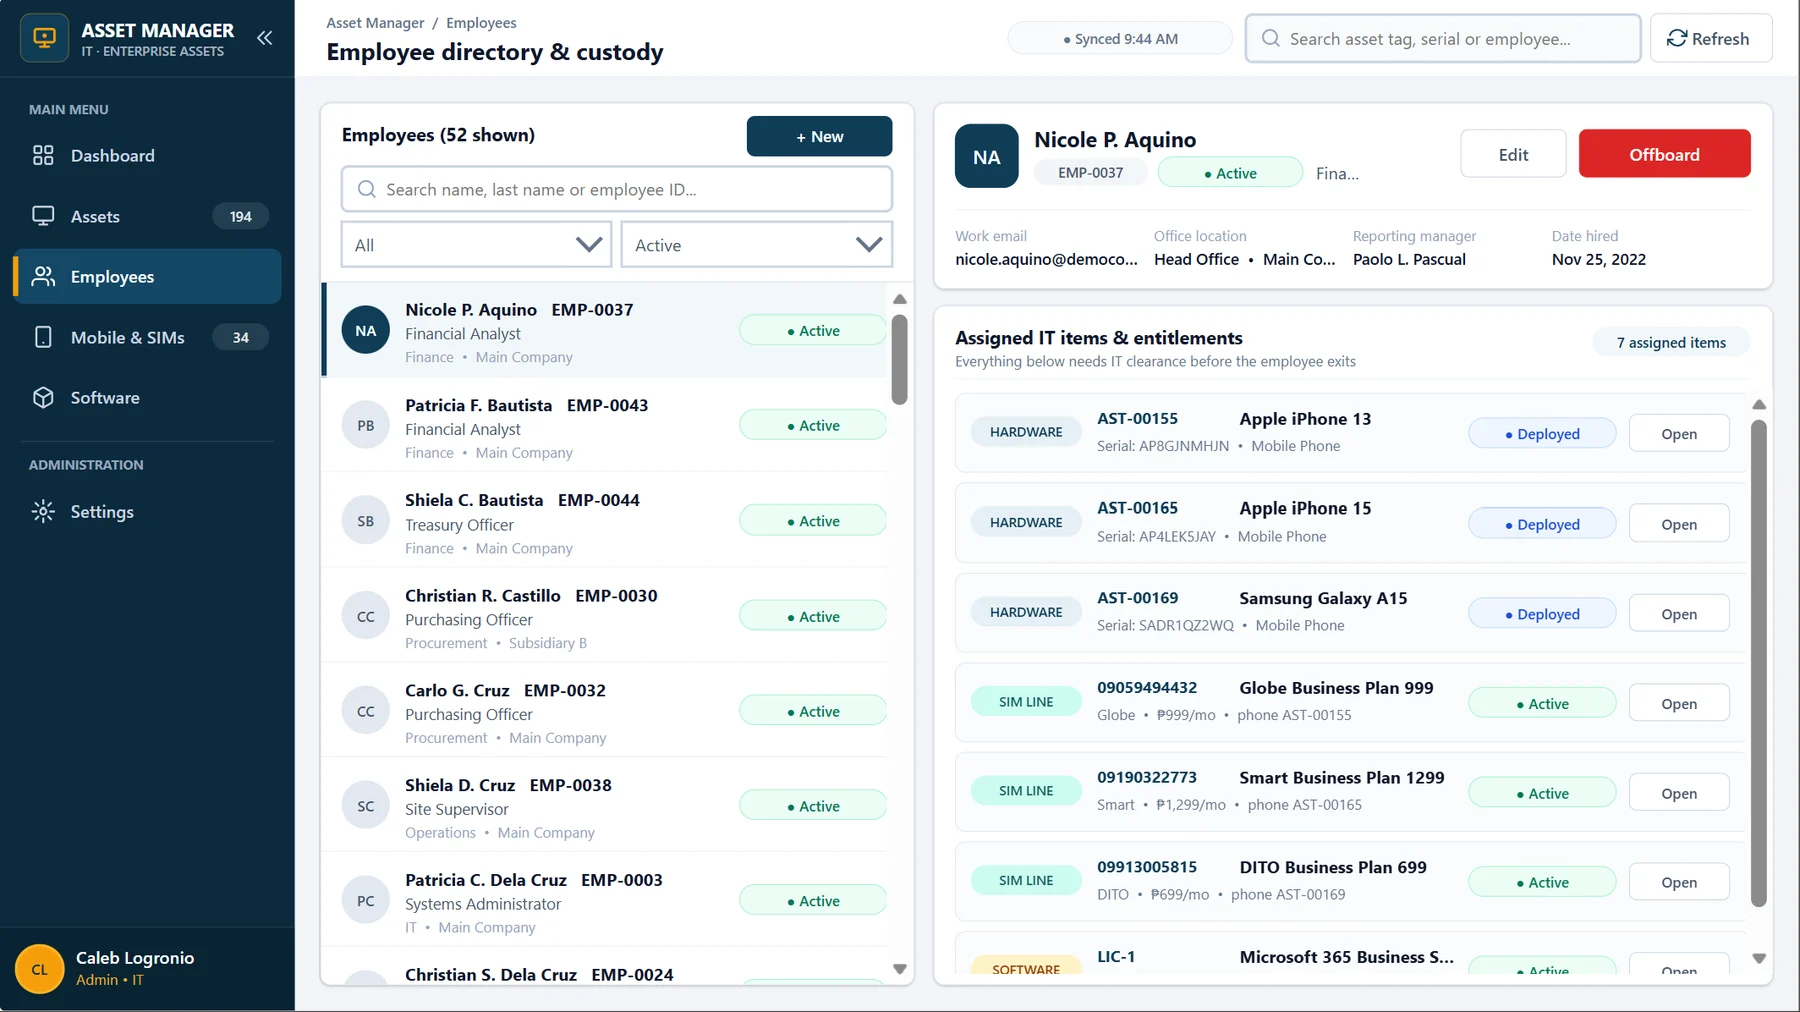 ASSET MANAGER
IT · ENTERPRISE ASSETS
MAIN MENU
Dashboard
Assets 194
Employees
Mobile & SIMs 34
Software
ADMINISTRATION
Settings
CL
Caleb Logronio
Admin • IT
Asset Manager / Employees
Employee directory & custody
● Synced 9:44 AM
Search asset tag, serial or employee...
Refresh
Employees (52 shown)
+ New
Search name, last name or employee ID...
All
Active
NA
Nicole P. Aquino EMP-0037
Financial Analyst
Finance • Main Company
● Active
PB
Patricia F. Bautista EMP-0043
Financial Analyst
Finance • Main Company
● Active
SB
Shiela C. Bautista EMP-0044
Treasury Officer
Finance • Main Company
● Active
CC
Christian R. Castillo EMP-0030
Purchasing Officer
Procurement • Subsidiary B
● Active
CC
Carlo G. Cruz EMP-0032
Purchasing Officer
Procurement • Main Company
● Active
SC
Shiela D. Cruz EMP-0038
Site Supervisor
Operations • Main Company
● Active
PC
Patricia C. Dela Cruz EMP-0003
Systems Administrator
IT • Main Company
● Active
Christian S. Dela Cruz EMP-0024
NA
Nicole P. Aquino
EMP-0037
● Active
Fina...
Edit
Offboard
Work email
nicole.aquino@democo...
Office location
Head Office • Main Co...
Reporting manager
Paolo L. Pascual
Date hired
Nov 25, 2022
Assigned IT items & entitlements
Everything below needs IT clearance before the employee exits
7 assigned items
HARDWARE
AST-00155 Apple iPhone 13
Serial: AP8GJNMHJN • Mobile Phone
● Deployed
Open
HARDWARE
AST-00165 Apple iPhone 15
Serial: AP4LEK5JAY • Mobile Phone
● Deployed
Open
HARDWARE
AST-00169 Samsung Galaxy A15
Serial: SADR1QZ2WQ • Mobile Phone
● Deployed
Open
SIM LINE
09059494432 Globe Business Plan 999
Globe • ₱999/mo • phone AST-00155
● Active
Open
SIM LINE
09190322773 Smart Business Plan 1299
Smart • ₱1,299/mo • phone AST-00165
● Active
Open
SIM LINE
09913005815 DITO Business Plan 699
DITO • ₱699/mo • phone AST-00169
● Active
Open
SOFTWARE
LIC-1 Microsoft 365 Business S...
● Active
Open